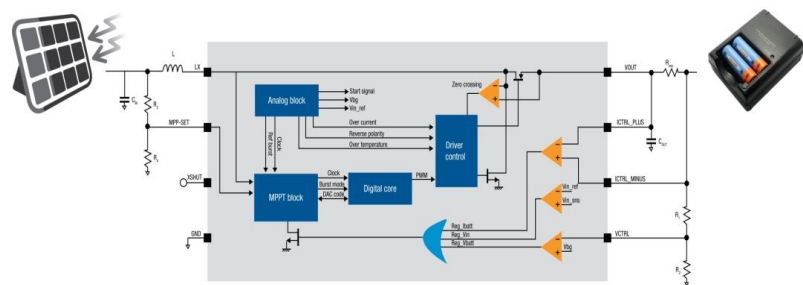 L
LX
VOUT
Zero crossing
Start signal
Vbg
Vin_ref
Analog block
MPP-SET
Over current
Reverse polarity
Over temperature
ICTRL_PLUS
Clock
Ref burst
Driver
control
XSHUT
ICTRL_MINUS
MPPT block
Clock
Burst mode
DAC code
Digital core
PWM
Vin_ref
Vin_sns
GND
Reg_Ibatt
Reg_Vin
Reg_Vbatt
Vbg
VCTRL